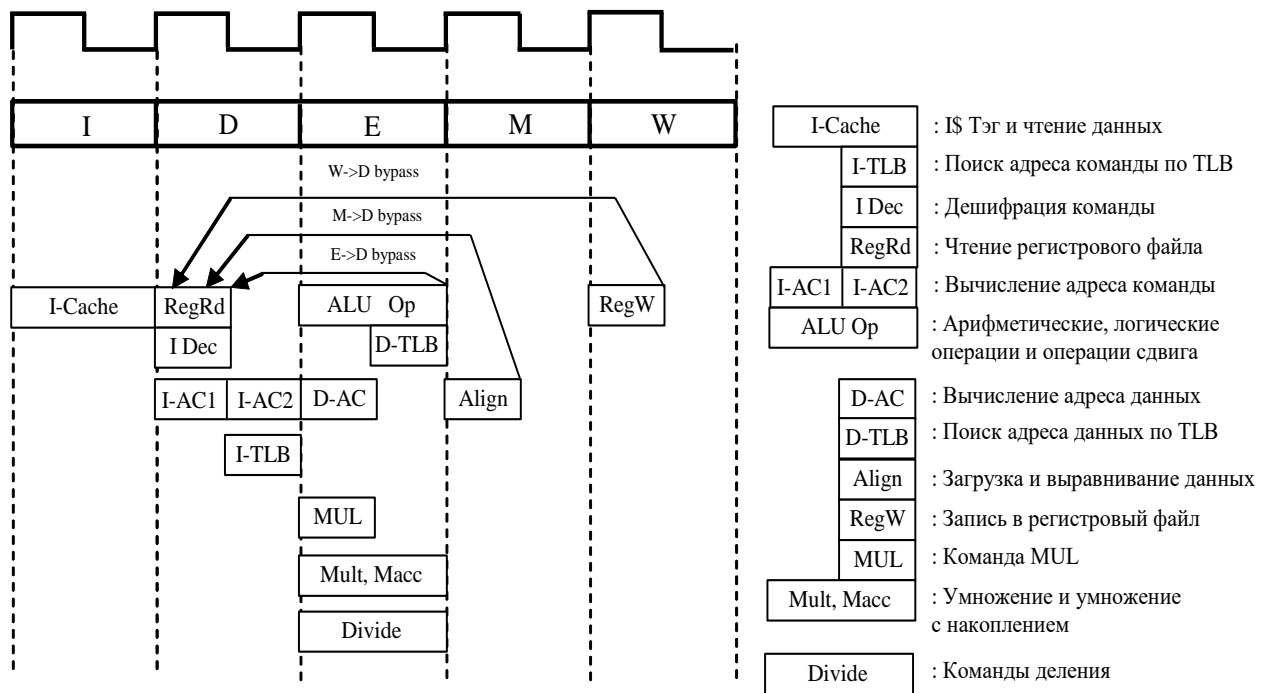 I D E M W
W->D bypass
M->D bypass
E->D bypass
I-Cache RegRd ALU Op RegW
I Dec D-TLB
I-AC1 I-AC2 D-AC Align
I-TLB
MUL
Mult, Macc
Divide
I-Cache : I$ Тэг и чтение данных
I-TLB : Поиск адреса команды по TLB
I Dec : Дешифрация команды
RegRd : Чтение регистрового файла
I-AC1 I-AC2 : Вычисление адреса команды
ALU Op : Арифметические, логические
операции и операции сдвига
D-AC : Вычисление адреса данных
D-TLB : Поиск адреса данных по TLB
Align : Загрузка и выравнивание данных
RegW : Запись в регистровый файл
MUL : Команда MUL
Mult, Macc : Умножение и умножение
с накоплением
Divide : Команды деления